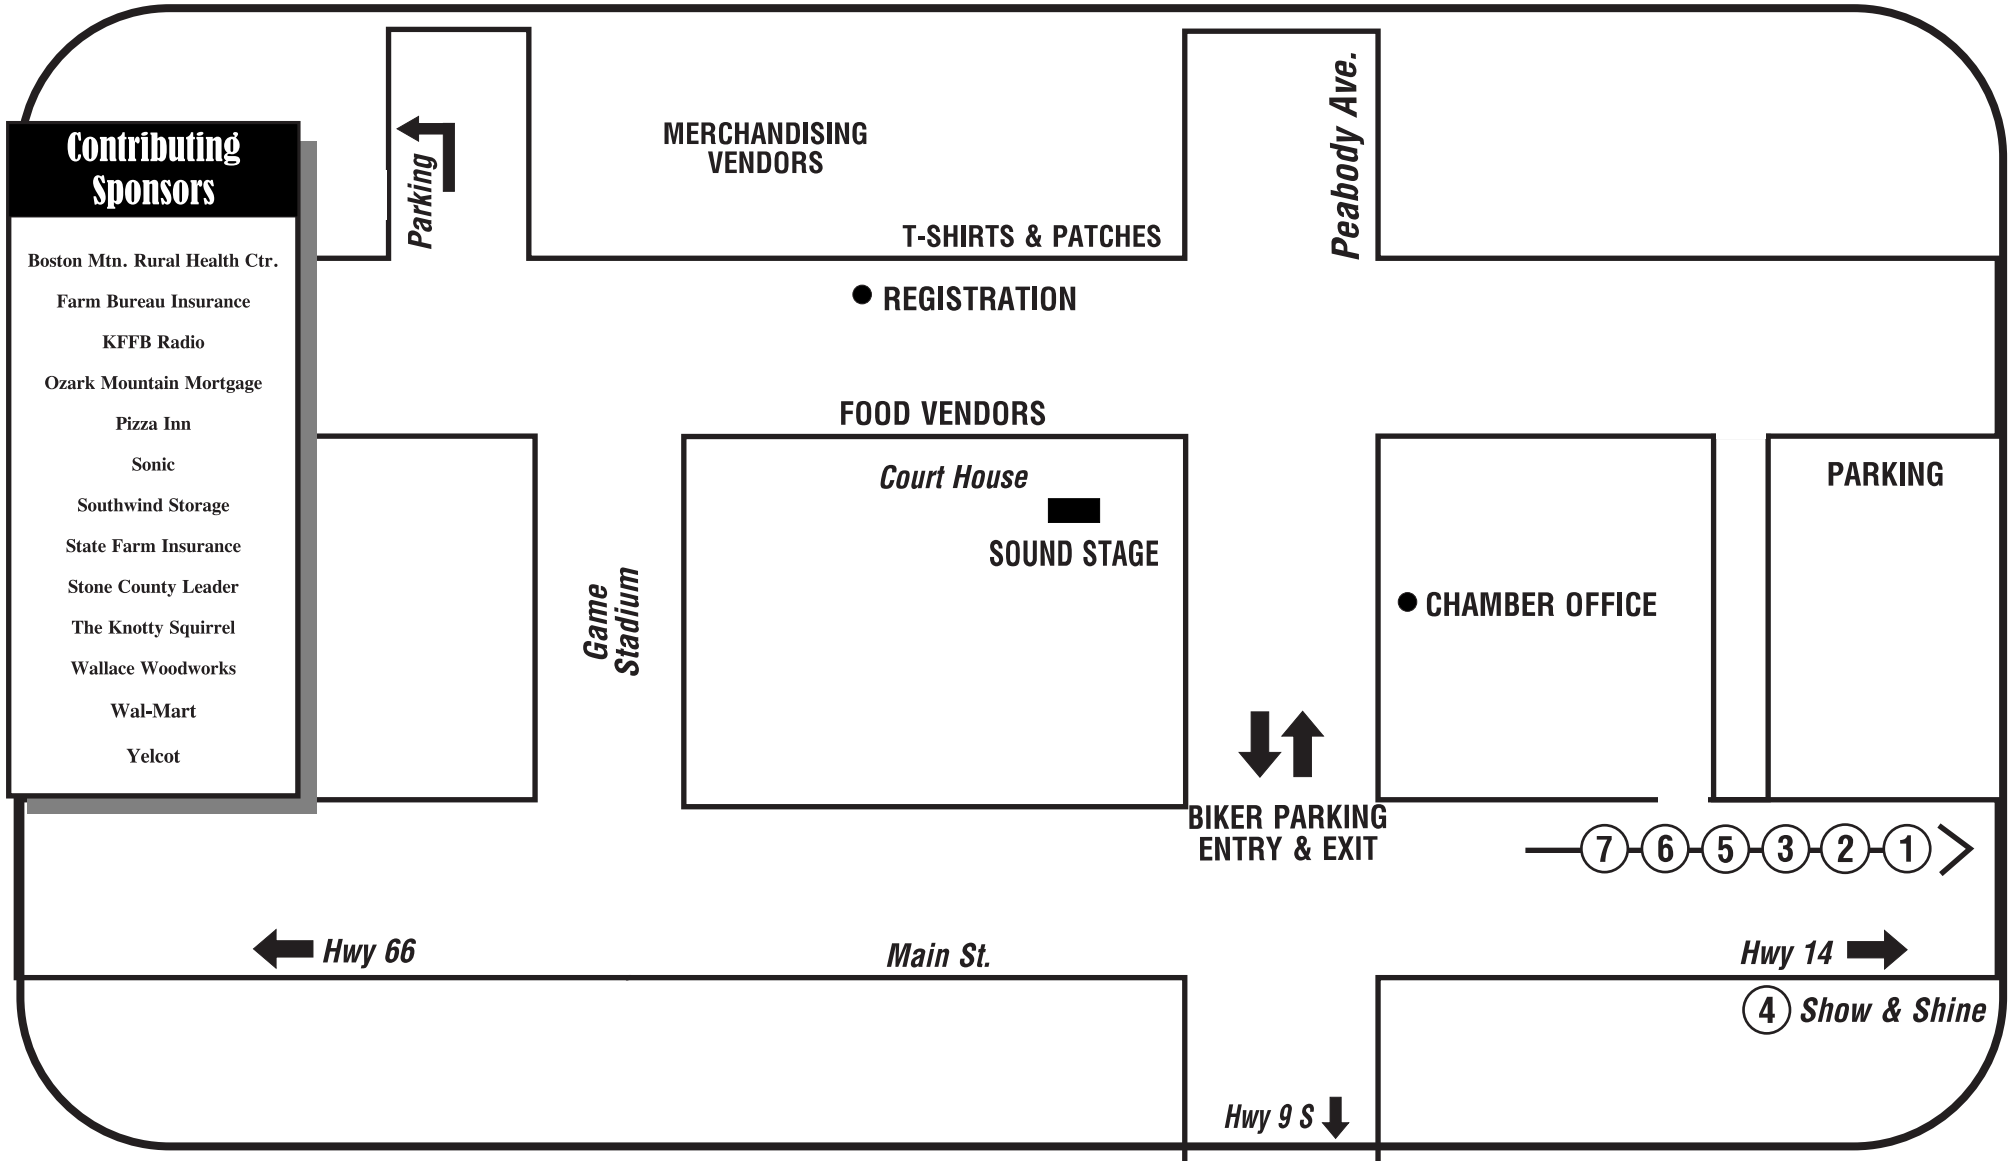 Contributing
Sponsors
Boston Mtn. Rural Health Ctr.
Farm Bureau Insurance
KFFB Radio
Ozark Mountain Mortgage
Pizza Inn
Sonic
Southwind Storage
State Farm Insurance
Stone County Leader
The Knotty Squirrel
Wallace Woodworks
Wal-Mart
Yelcot
Parking
MERCHANDISING
VENDORS
T-SHIRTS & PATCHES
Peabody Ave.
REGISTRATION
FOOD VENDORS
Court House
SOUND STAGE
Game
Stadium
CHAMBER OFFICE
PARKING
BIKER PARKING
ENTRY & EXIT
7 6 5 3 2 1
Hwy 66
Main St.
Hwy 14
4 Show & Shine
Hwy 9 S